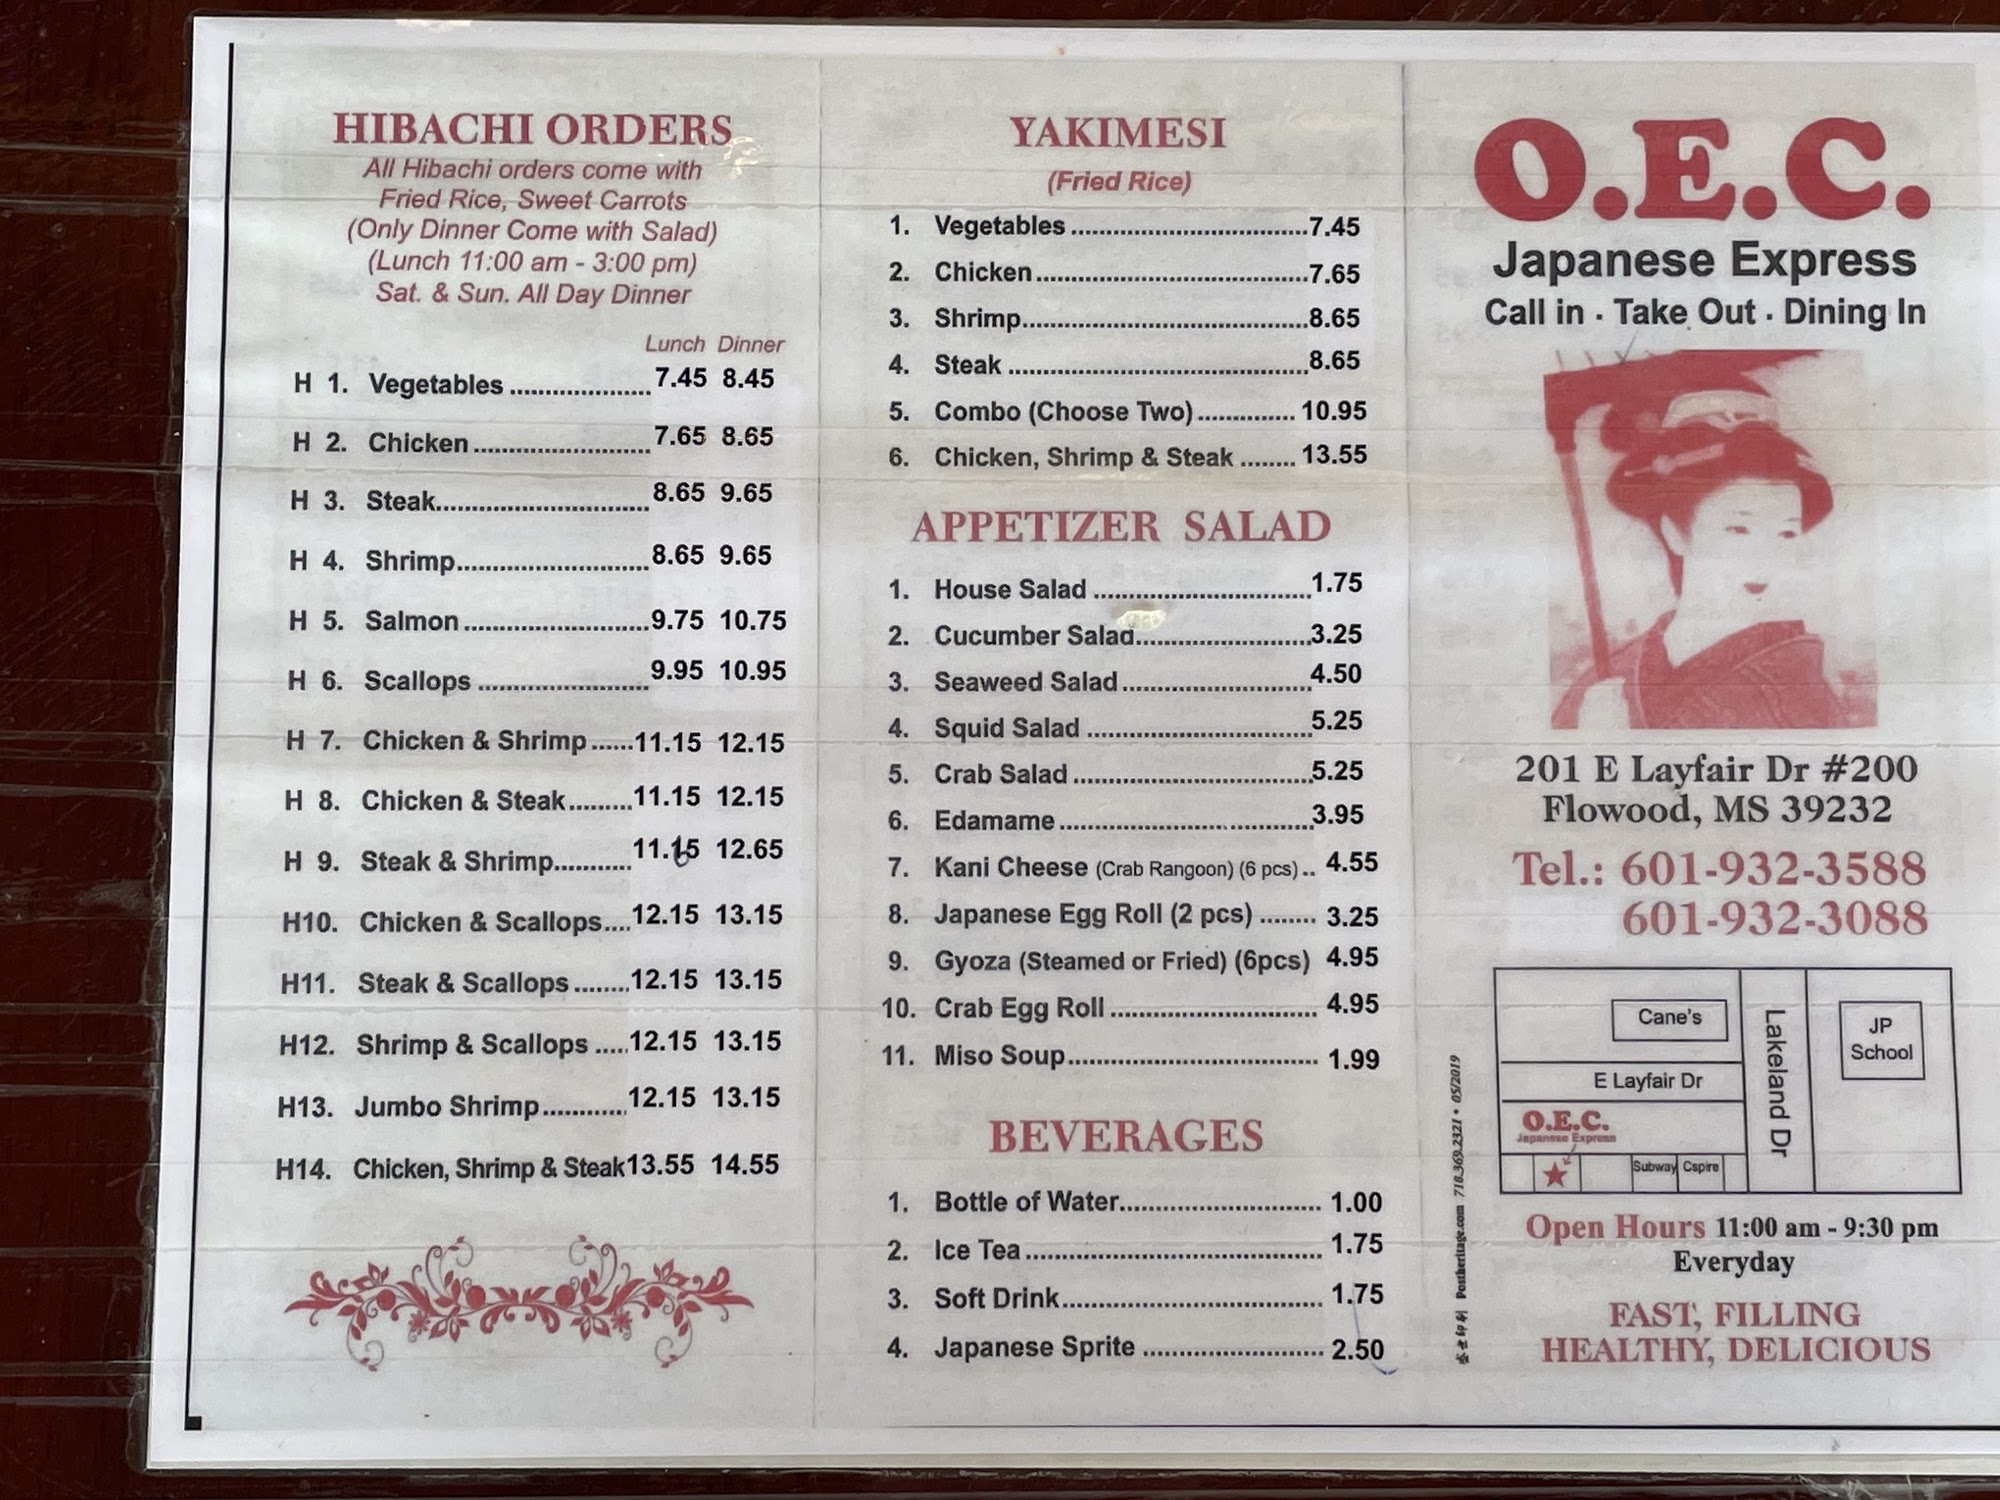 HIBACHI ORDERS
All Hibachi orders come with
Fried Rice, Sweet Carrots
(Only Dinner Come with Salad)
(Lunch 11:00 am - 3:00 pm)
Sat. & Sun. All Day Dinner
Lunch Dinner
H 1. Vegetables .................... 7.45 8.45
H 2. Chicken ......................... 7.65 8.65
H 3. Steak.............................. 8.65 9.65
H 4. Shrimp........................... 8.65 9.65
H 5. Salmon .......................... 9.75 10.75
H 6. Scallops ........................ 9.95 10.95
H 7. Chicken & Shrimp ...... 11.15 12.15
H 8. Chicken & Steak......... 11.15 12.15
H 9. Steak & Shrimp........... 11.15 12.65
H10. Chicken & Scallops.... 12.15 13.15
H11. Steak & Scallops ........ 12.15 13.15
H12. Shrimp & Scallops ..... 12.15 13.15
H13. Jumbo Shrimp............ 12.15 13.15
H14. Chicken, Shrimp & Steak 13.55 14.55
YAKIMESI
(Fried Rice)
1. Vegetables .................................. 7.45
2. Chicken ....................................... 7.65
3. Shrimp......................................... 8.65
4. Steak ........................................... 8.65
5. Combo (Choose Two) .............. 10.95
6. Chicken, Shrimp & Steak ........ 13.55
APPETIZER SALAD
1. House Salad ............................... 1.75
2. Cucumber Salad......................... 3.25
3. Seaweed Salad ........................... 4.50
4. Squid Salad ................................ 5.25
5. Crab Salad .................................. 5.25
6. Edamame .................................... 3.95
7. Kani Cheese (Crab Rangoon) (6 pcs) .. 4.55
8. Japanese Egg Roll (2 pcs) ........ 3.25
9. Gyoza (Steamed or Fried) (6pcs) 4.95
10. Crab Egg Roll .............................. 4.95
11. Miso Soup.................................... 1.99
BEVERAGES
1. Bottle of Water............................. 1.00
2. Ice Tea .......................................... 1.75
3. Soft Drink..................................... 1.75
4. Japanese Sprite .......................... 2.50
O.E.C.
Japanese Express
Call in · Take Out · Dining In
201 E Layfair Dr #200
Flowood, MS 39232
Tel.: 601-932-3588
601-932-3088
Cane's
E Layfair Dr
Lakeland Dr
JP
School
O.E.C.
Japanese Express
Subway Cspire
Open Hours 11:00 am - 9:30 pm
Everyday
FAST, FILLING
HEALTHY, DELICIOUS
Postheritage.com 718.369.2321 • 05/2019